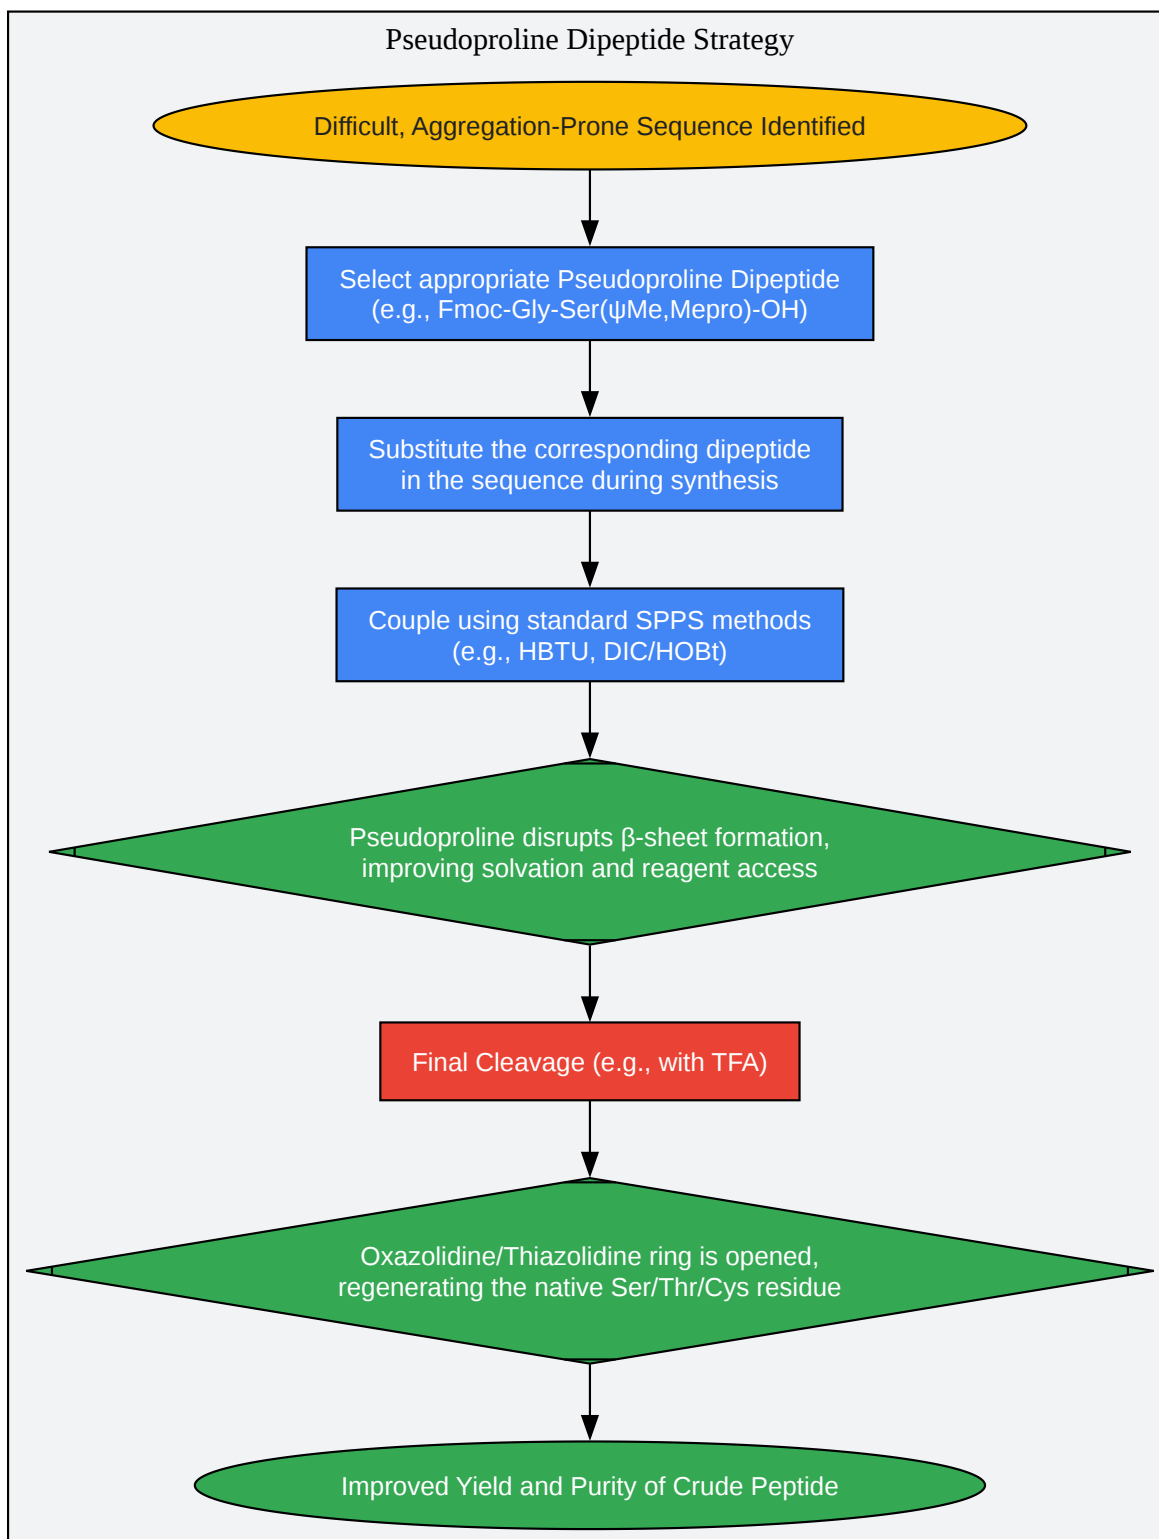 Pseudoproline Dipeptide Strategy
Difficult, Aggregation-Prone Sequence Identified
Select appropriate Pseudoproline Dipeptide
(e.g., Fmoc-Gly-Ser(ψMe,Mepro)-OH)
Substitute the corresponding dipeptide
in the sequence during synthesis
Couple using standard SPPS methods
(e.g., HBTU, DIC/HOBt)
Pseudoproline disrupts β-sheet formation,
improving solvation and reagent access
Final Cleavage (e.g., with TFA)
Oxazolidine/Thiazolidine ring is opened,
regenerating the native Ser/Thr/Cys residue
Improved Yield and Purity of Crude Peptide